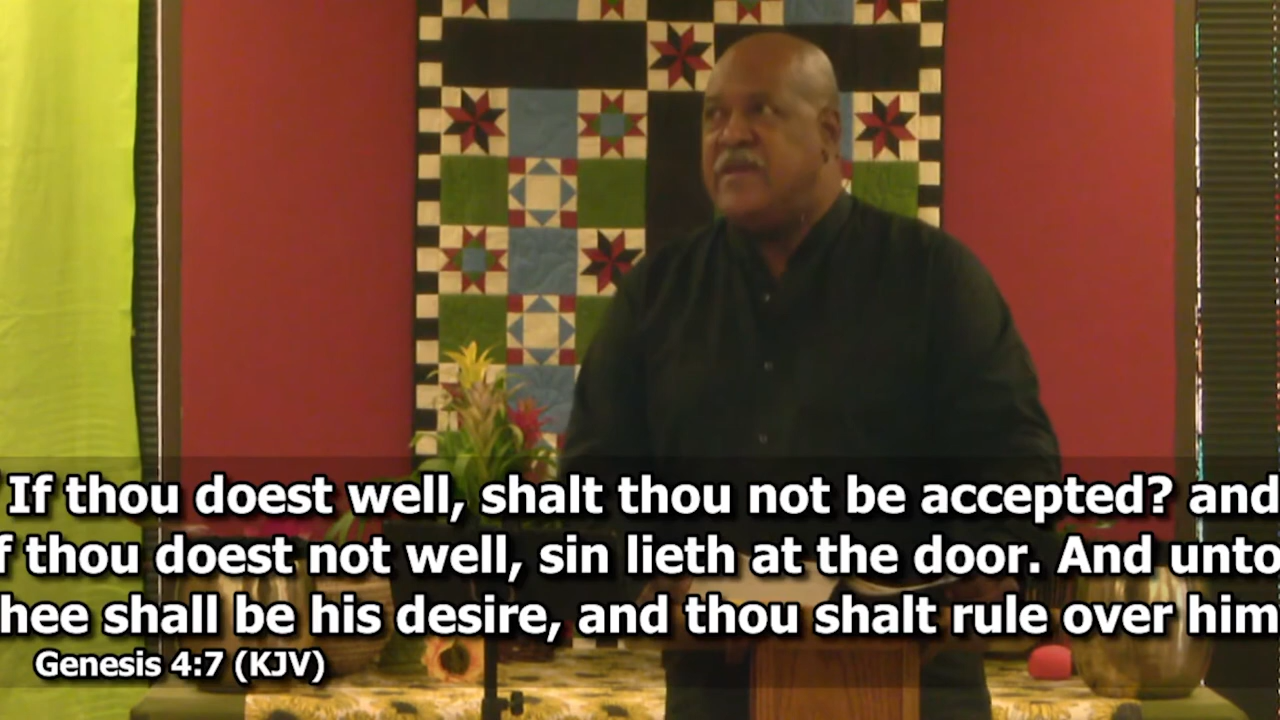 If thou doest well, shalt thou not be accepted? and
f thou doest not well, sin lieth at the door. And unto
hee shall be his desire, and thou shalt rule over him
Genesis 4:7 (KJV)